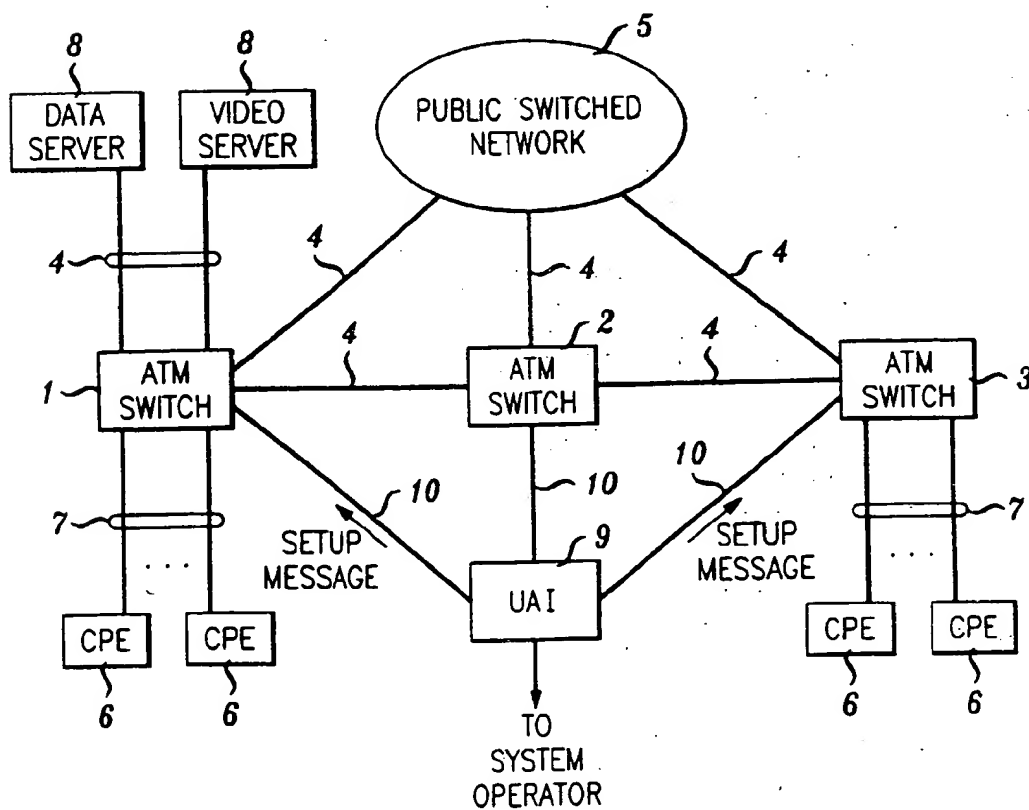 5
8
8
DATA
SERVER
VIDEO
SERVER
PUBLIC SWITCHED
NETWORK
4
4
4
4
1
ATM
SWITCH
4
2
ATM
SWITCH
4
ATM
SWITCH
3
7
10
SETUP
MESSAGE
10
9
UAI
10
SETUP
MESSAGE
7
. . .
. . .
CPE
CPE
CPE
CPE
6
6
6
6
TO
SYSTEM
OPERATOR